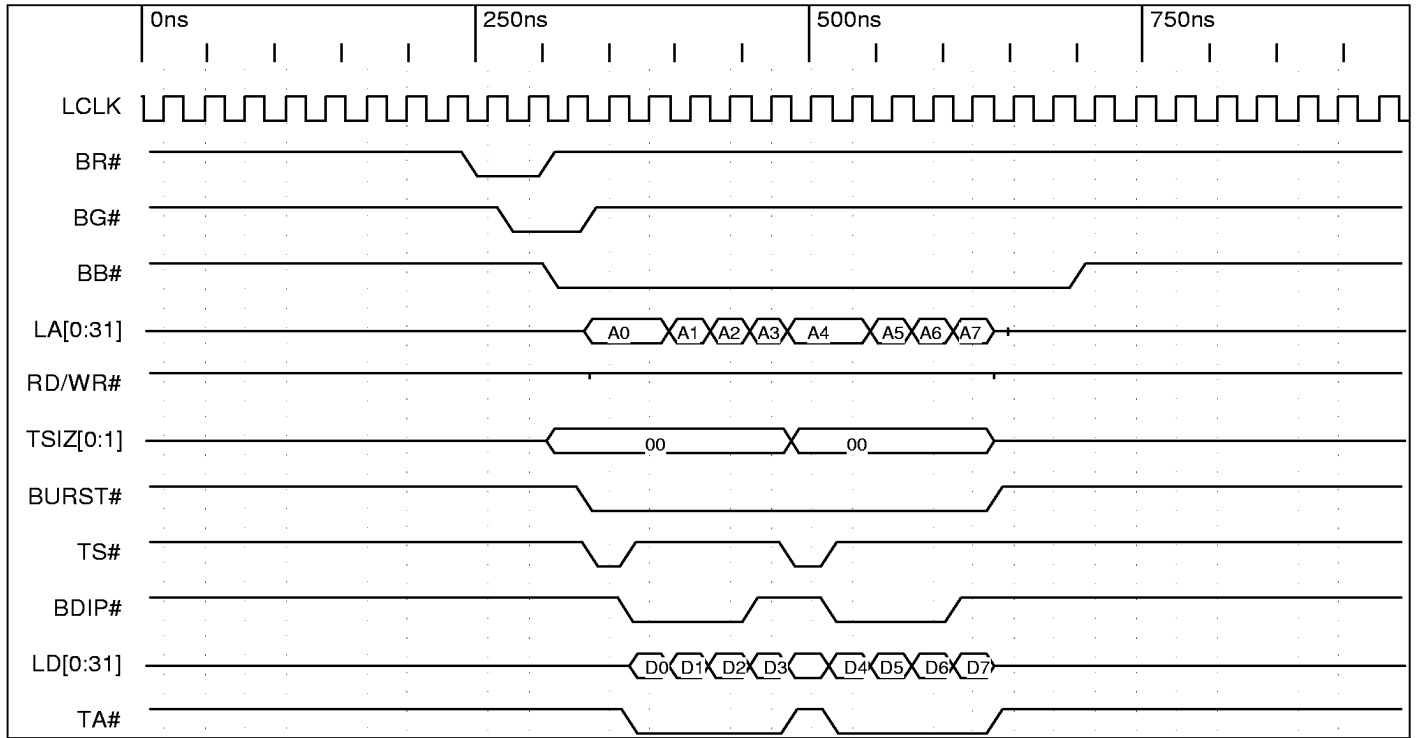 0ns 250ns 500ns 750ns
LCLK
BR#
BG#
BB#
LA[0:31] A0 A1 A2 A3 A4 A5 A6 A7
RD/WR#
TSIZ[0:1] 00 00
BURST#
TS#
BDIP#
LD[0:31] D0 D1 D2 D3 D4 D5 D6 D7
TA#